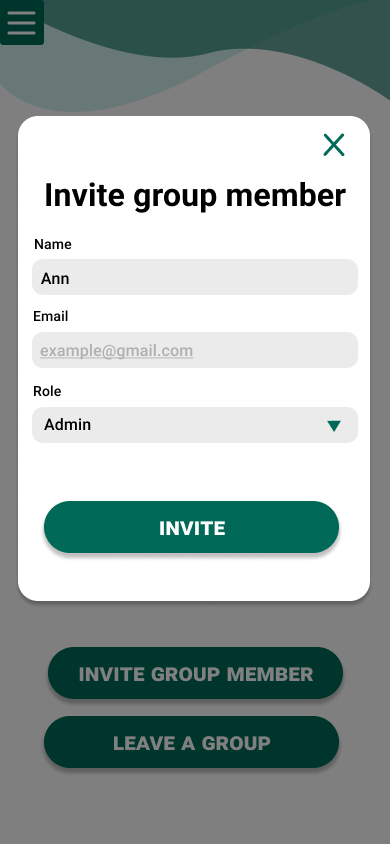 Invite group member
Name
Ann
Email
example@gmail.com
Role
Admin
INVITE
INVITE GROUP MEMBER
LEAVE A GROUP